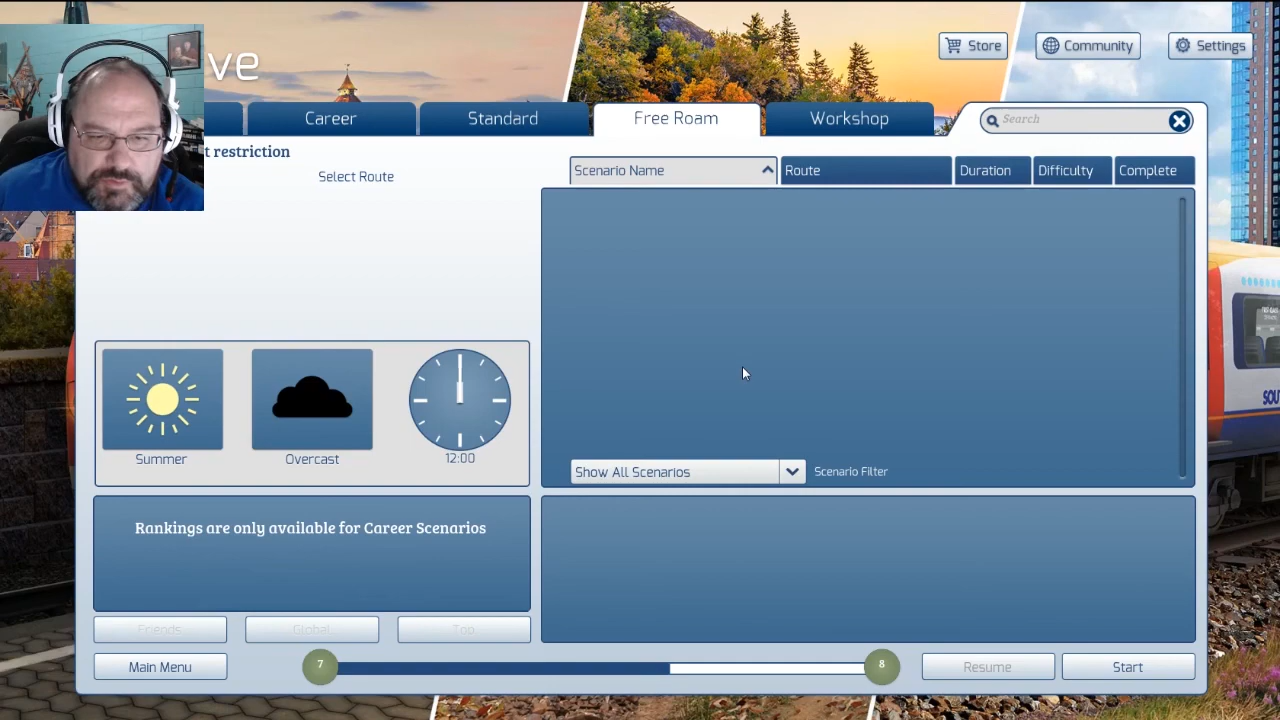 ve
Store
Community
Settings
Career
Standard
Free Roam
Workshop
Search
t restriction
Select Route
Scenario Name
Route
Duration
Difficulty
Complete
Summer
Overcast
12:00
Show All Scenarios
Scenario Filter
Rankings are only available for Career Scenarios
Friends
Global
Top
Main Menu
7
8
Resume
Start
SOU